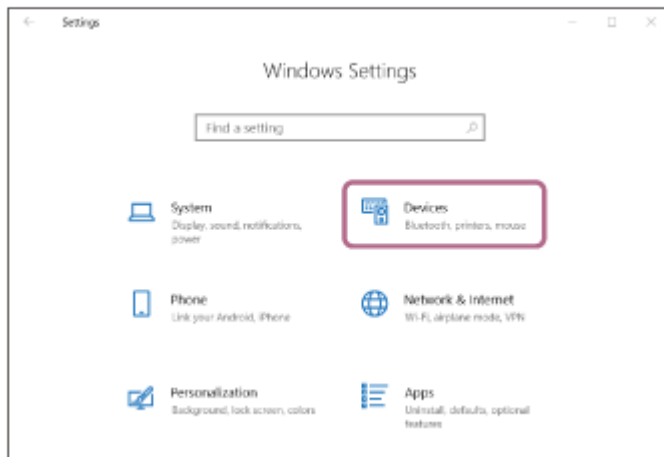 Settings
Windows Settings
Find a setting
System
Display, sound, notifications,
power
Devices
Bluetooth, printers, mouse
Phone
Link your Android, iPhone
Network & Internet
Wi-Fi, airplane mode, VPN
Personalization
Background, lock screen, colors
Apps
Uninstall, defaults, optional
features